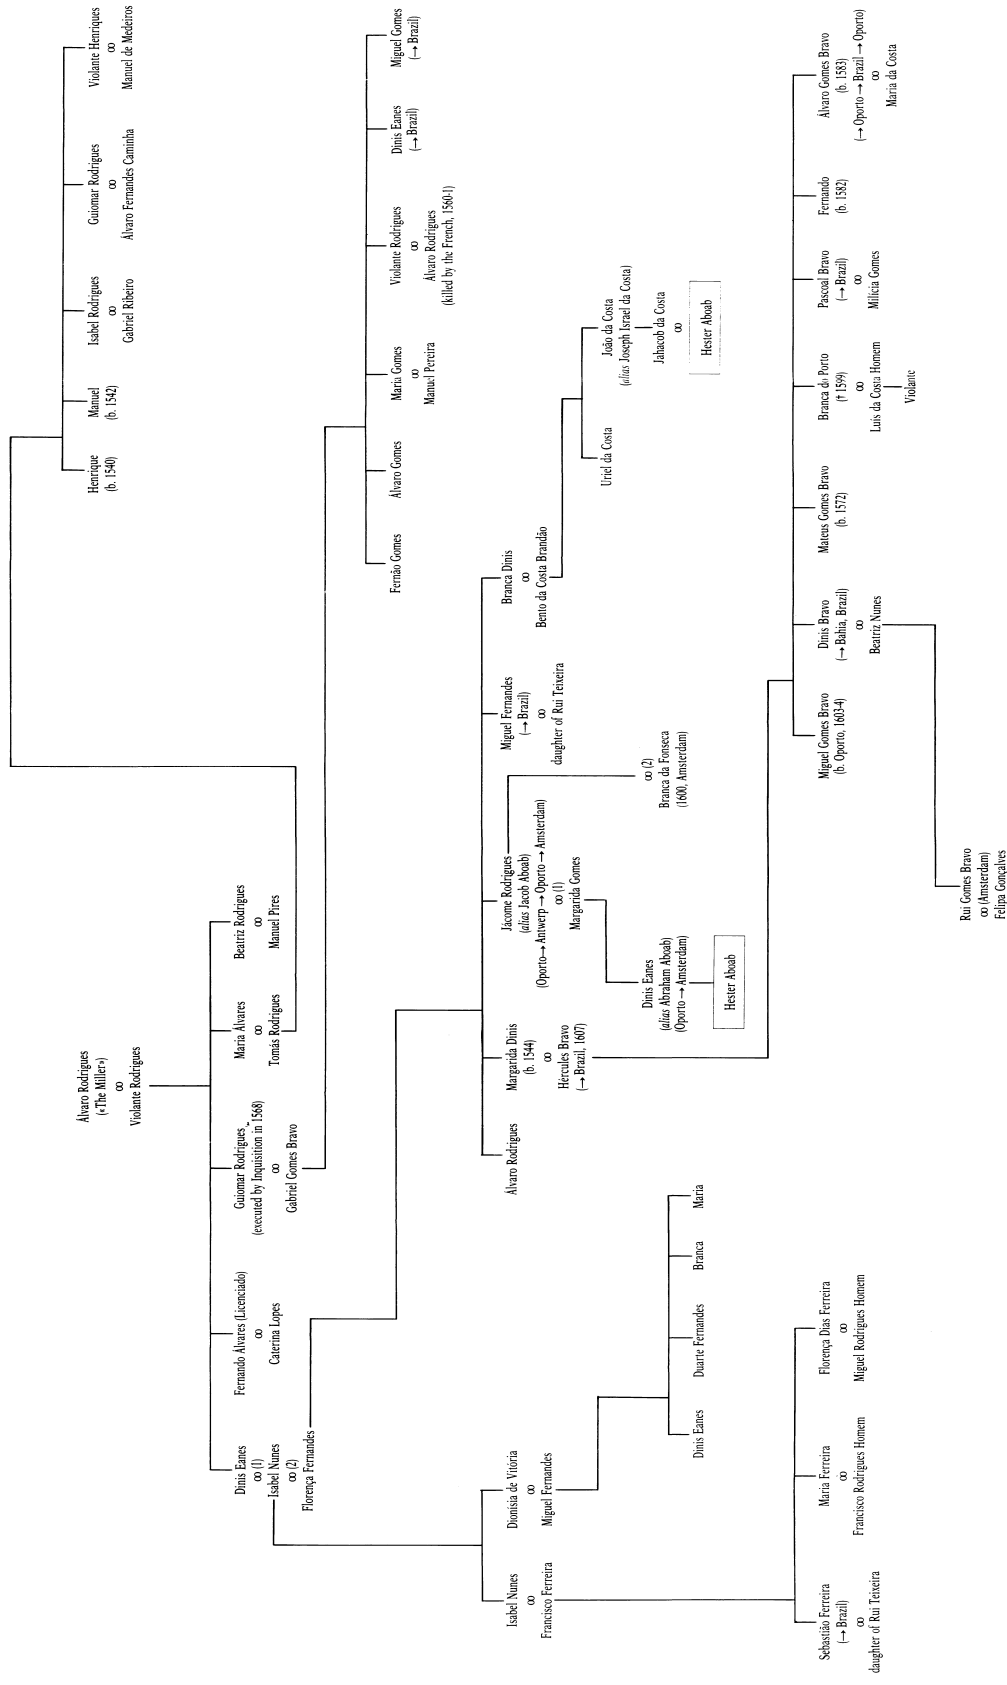 Álvaro Rodrigues
(«The Miller»)
∞
Violante Rodrigues
Dinis Eanes
∞ (1)
Isabel Nunes
∞ (2)
Florença Fernandes
Fernando Álvares (Licenciado)
∞
Caterina Lopes
Guiomar Rodrigues
(executed by Inquisition in 1568)
∞
Gabriel Gomes Bravo
Maria Álvares
∞
Tomás Rodrigues
Beatriz Rodrigues
∞
Manuel Pires
Henrique
(b. 1540)
Manuel
(b. 1542)
Isabel Rodrigues
∞
Gabriel Ribeiro
Guiomar Rodrigues
∞
Álvaro Fernandes Caminha
Violante Henriques
∞
Manuel de Medeiros
Fernão Gomes
Álvaro Gomes
Maria Gomes
∞
Manuel Pereira
Violante Rodrigues
∞
Álvaro Rodrigues
(killed by the French, 1560-1)
Dinis Eanes
(→ Brazil)
Miguel Gomes
(→ Brazil)
Isabel Nunes
∞
Francisco Ferreira
Dionísia de Vitória
∞
Miguel Fernandes
Álvaro Rodrigues
Margarida Dinis
(b. 1544)
∞
Hércules Bravo
(→ Brazil, 1607)
Jácome Rodrigues
(alias Jacob Aboab)
(Oporto → Antwerp → Oporto → Amsterdam)
∞ (1)
Margarida Gomes
∞ (2)
Branca da Fonseca
(1600, Amsterdam)
Miguel Fernandes
(→ Brazil)
∞
daughter of Rui Teixeira
Branca Dinis
∞
Bento da Costa Brandão
Uriel da Costa
João da Costa
(alias Joseph Israel da Costa)
Jahacob da Costa
∞
Hester Aboab
Dinis Eanes
(alias Abraham Aboab)
(Oporto → Amsterdam)
Hester Aboab
Dinis Eanes
Duarte Fernandes
Branca
Maria
Sebastião Ferreira
(→ Brazil)
∞
daughter of Rui Teixeira
Maria Ferreira
∞
Francisco Rodrigues Homem
Florença Dias Ferreira
∞
Miguel Rodrigues Homem
Miguel Gomes Bravo
(b. Oporto, 1603-4)
Dinis Bravo
(→ Bahia, Brazil)
∞
Beatriz Nunes
Mateus Gomes Bravo
(b. 1572)
Branca do Porto
(† 1599)
∞
Luis da Costa Homem
Violante
Pascoal Bravo
(→ Brazil)
∞
Milícia Gomes
Fernando
(b. 1582)
Álvaro Gomes Bravo
(b. 1583)
(→ Oporto → Brazil → Oporto)
∞
Maria da Costa
Rui Gomes Bravo
∞ (Amsterdam)
Felipa Gonçalves